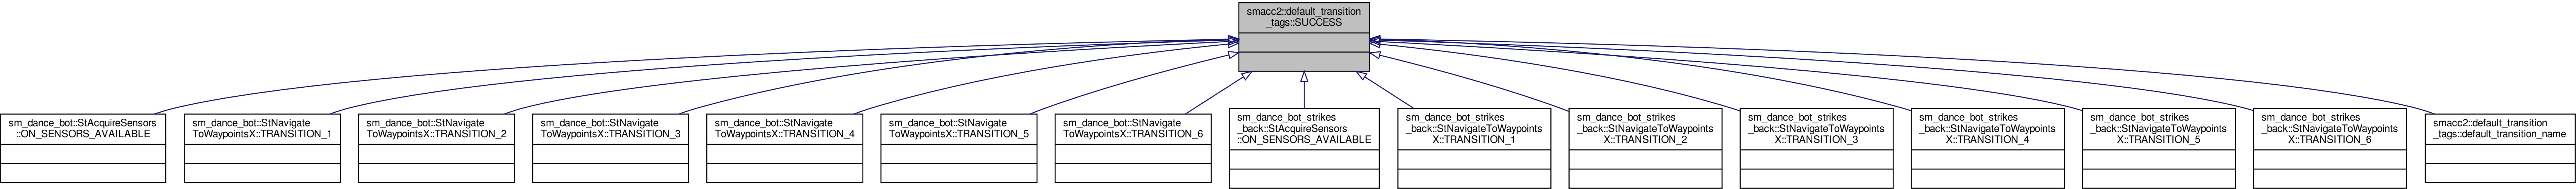 smacc2::default_transition
_tags::SUCCESS
sm_dance_bot::StAcquireSensors
::ON_SENSORS_AVAILABLE
sm_dance_bot::StNavigate
ToWaypointsX::TRANSITION_1
sm_dance_bot::StNavigate
ToWaypointsX::TRANSITION_2
sm_dance_bot::StNavigate
ToWaypointsX::TRANSITION_3
sm_dance_bot::StNavigate
ToWaypointsX::TRANSITION_4
sm_dance_bot::StNavigate
ToWaypointsX::TRANSITION_5
sm_dance_bot::StNavigate
ToWaypointsX::TRANSITION_6
sm_dance_bot_strikes
_back::StAcquireSensors
::ON_SENSORS_AVAILABLE
sm_dance_bot_strikes
_back::StNavigateToWaypoints
X::TRANSITION_1
sm_dance_bot_strikes
_back::StNavigateToWaypoints
X::TRANSITION_2
sm_dance_bot_strikes
_back::StNavigateToWaypoints
X::TRANSITION_3
sm_dance_bot_strikes
_back::StNavigateToWaypoints
X::TRANSITION_4
sm_dance_bot_strikes
_back::StNavigateToWaypoints
X::TRANSITION_5
sm_dance_bot_strikes
_back::StNavigateToWaypoints
X::TRANSITION_6
smacc2::default_transition
_tags::default_transition_name